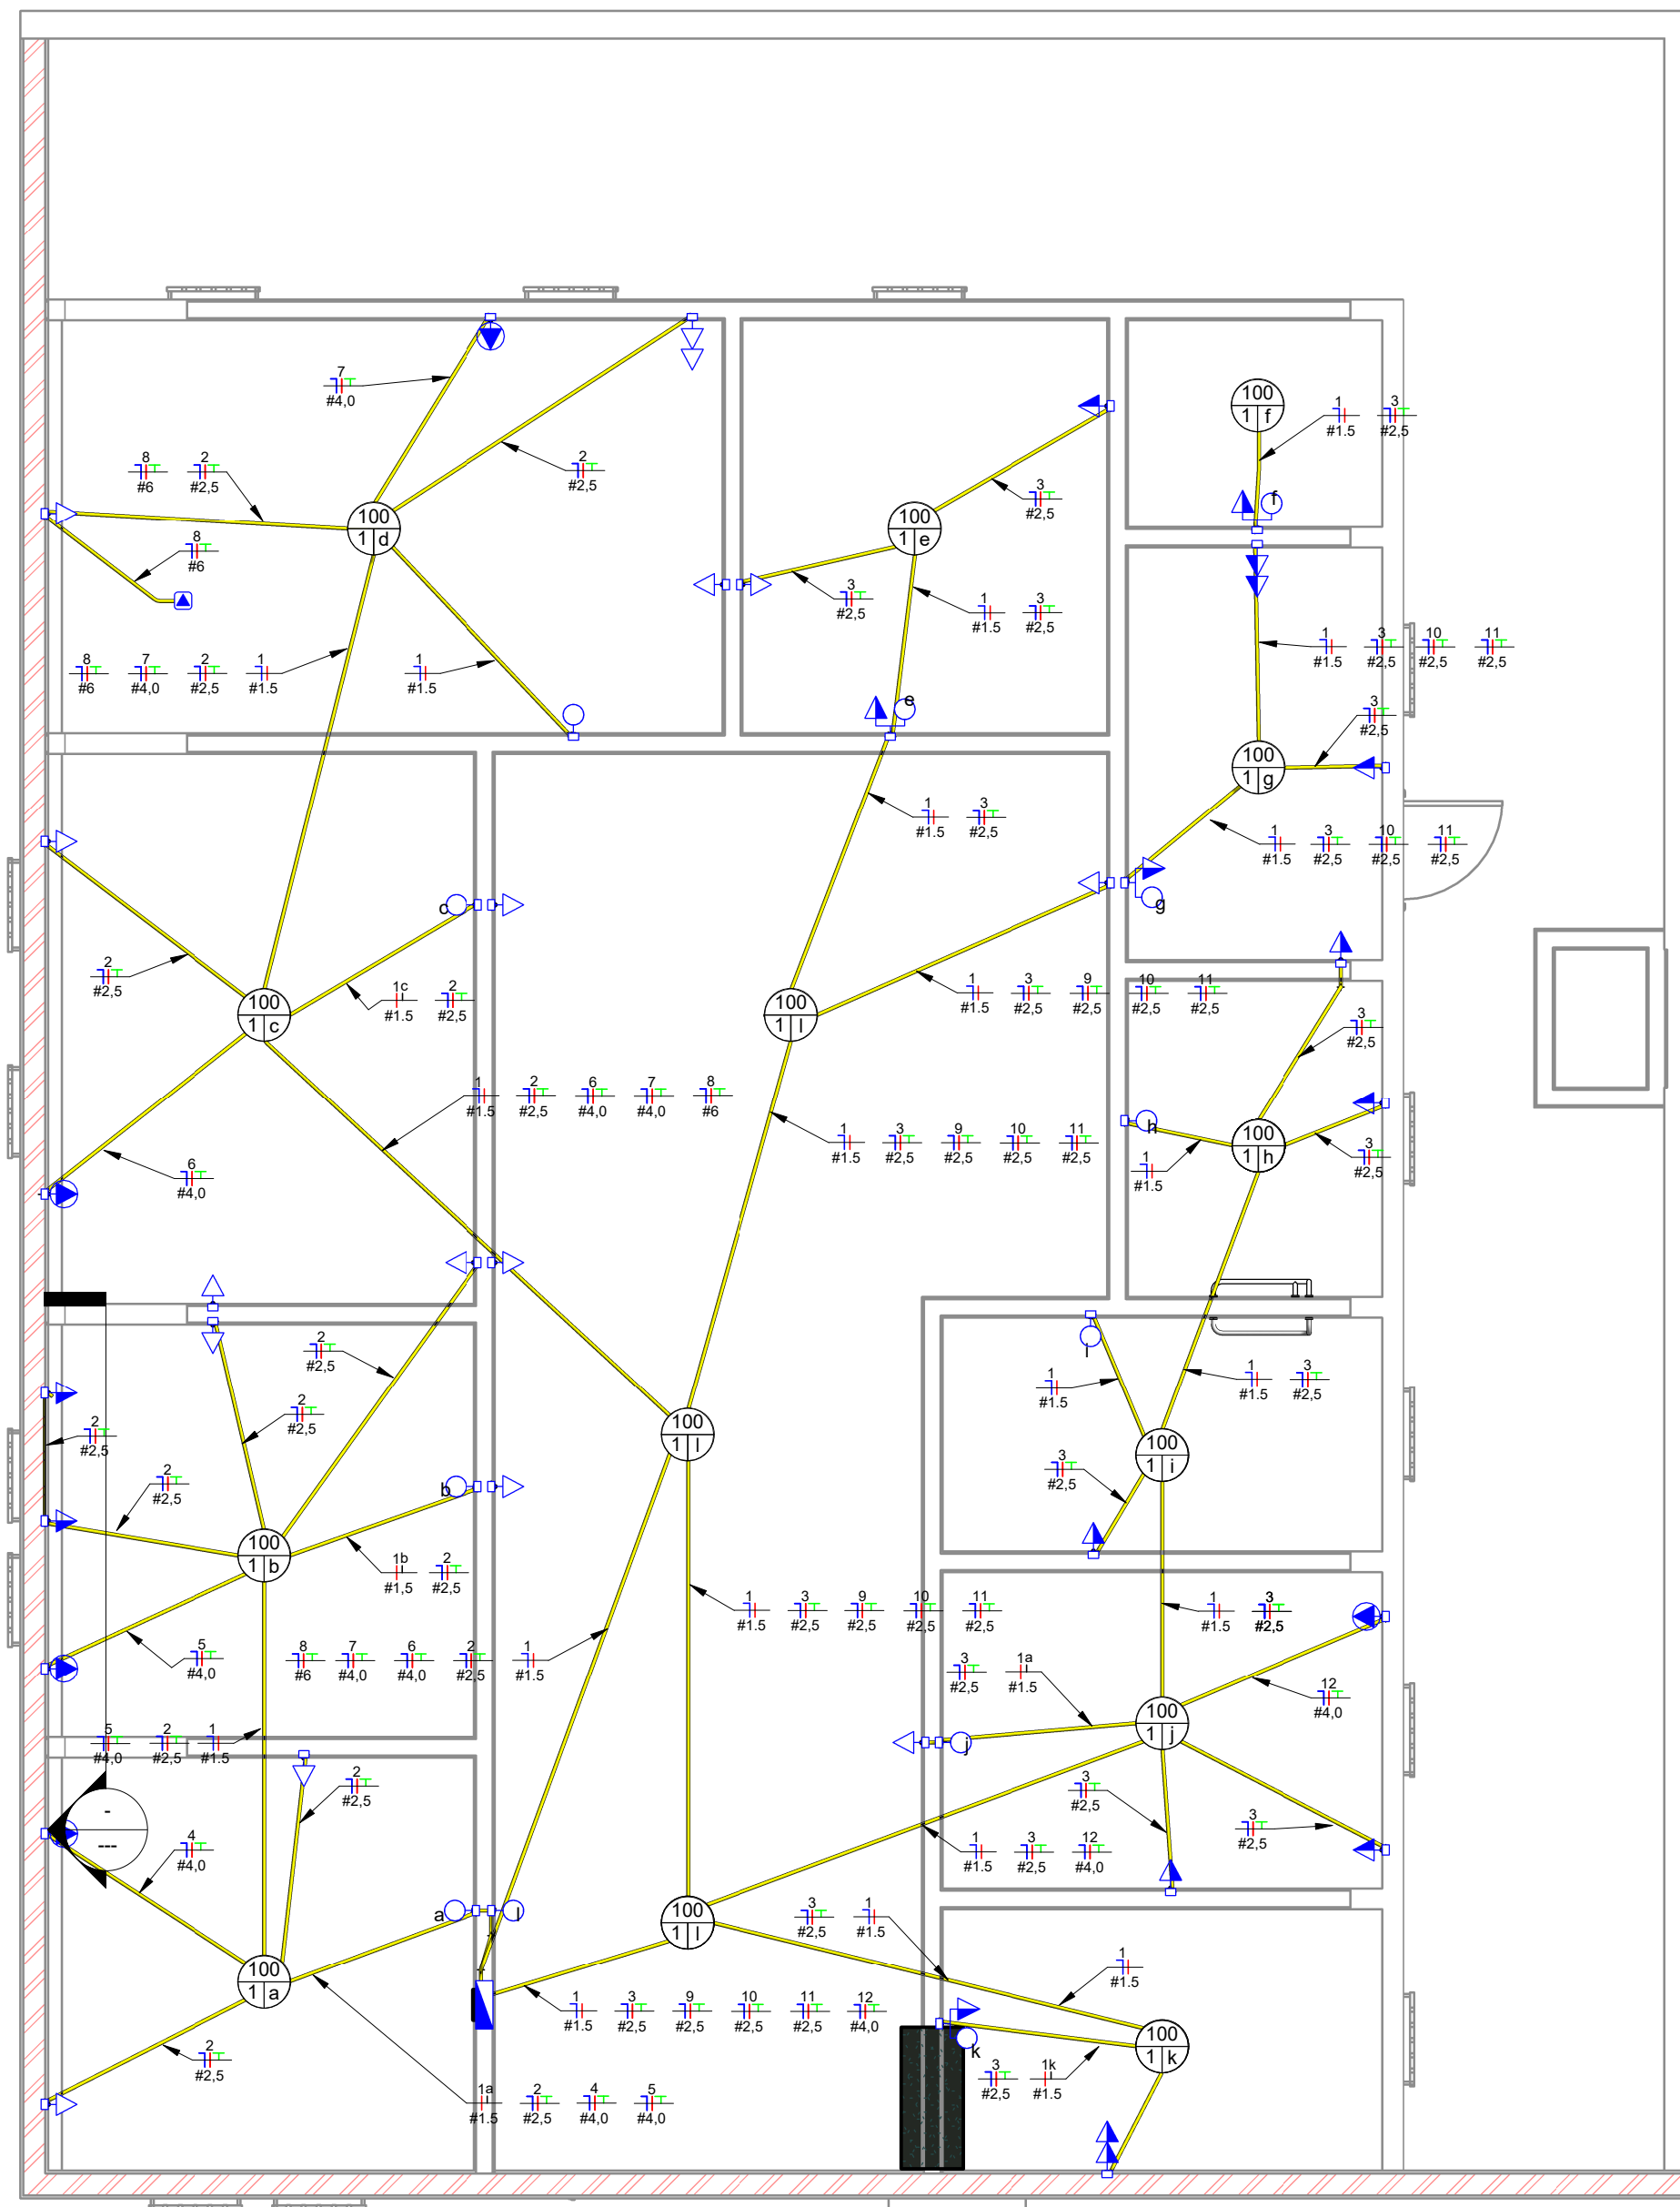 7
#4,0
100
1 f
1 3
#1.5 #2,5
f
8 2
#6 #2,5
2
#2,5
3
#2,5
100
1 d
100
1 e
8
#6
3
#2,5
1 3
#1.5 #2,5
8 7 2 1
#6 #4,0 #2,5 #1.5
1
#1.5
1 3 10 11
#1.5 #2,5 #2,5 #2,5
e
3
#2,5
100
1 g
1 3
#1.5 #2,5
1 3 10 11
#1.5 #2,5 #2,5 #2,5
c
g
2
#2,5
1c 2
#1.5 #2,5
1 3 9 10 11
#1.5 #2,5 #2,5 #2,5 #2,5
100
1 c
100
1 l
3
#2,5
1 2 6 7 8
#1.5 #2,5 #4,0 #4,0 #6
h
100
1 h
1 3 9 10 11
#1.5 #2,5 #2,5 #2,5 #2,5
1
#1.5
3
#2,5
6
#4,0
2
#2,5
i
1
#1.5
1 3
#1.5 #2,5
2
#2,5
2
#2,5
100
1 l
100
1 i
2
#2,5
3
#2,5
b
100
1 b
1b 2
#1,5 #2,5
1 3 9 10 11
#1.5 #2,5 #2,5 #2,5 #2,5
1 3
#1.5 #2,5
5
#4,0
8 7 6 2 1
#6 #4,0 #4,0 #2,5 #1.5
3 1a
#2,5 #1.5
12
#4,0
100
1 j
j
5 2 1
#4,0 #2,5 #1.5
2
#2,5
3
#2,5
-
---
4
#4,0
1 3 12
#1.5 #2,5 #4,0
3
#2,5
a
l
100
1 l
3 1
#2,5 #1.5
1
#1.5
100
1 a
1 3 9 10 11 12
#1.5 #2,5 #2,5 #2,5 #2,5 #4,0
100
1 k
k
2
#2,5
3 1k
#2,5 #1.5
1a 2 4 5
#1.5 #2,5 #4,0 #4,0